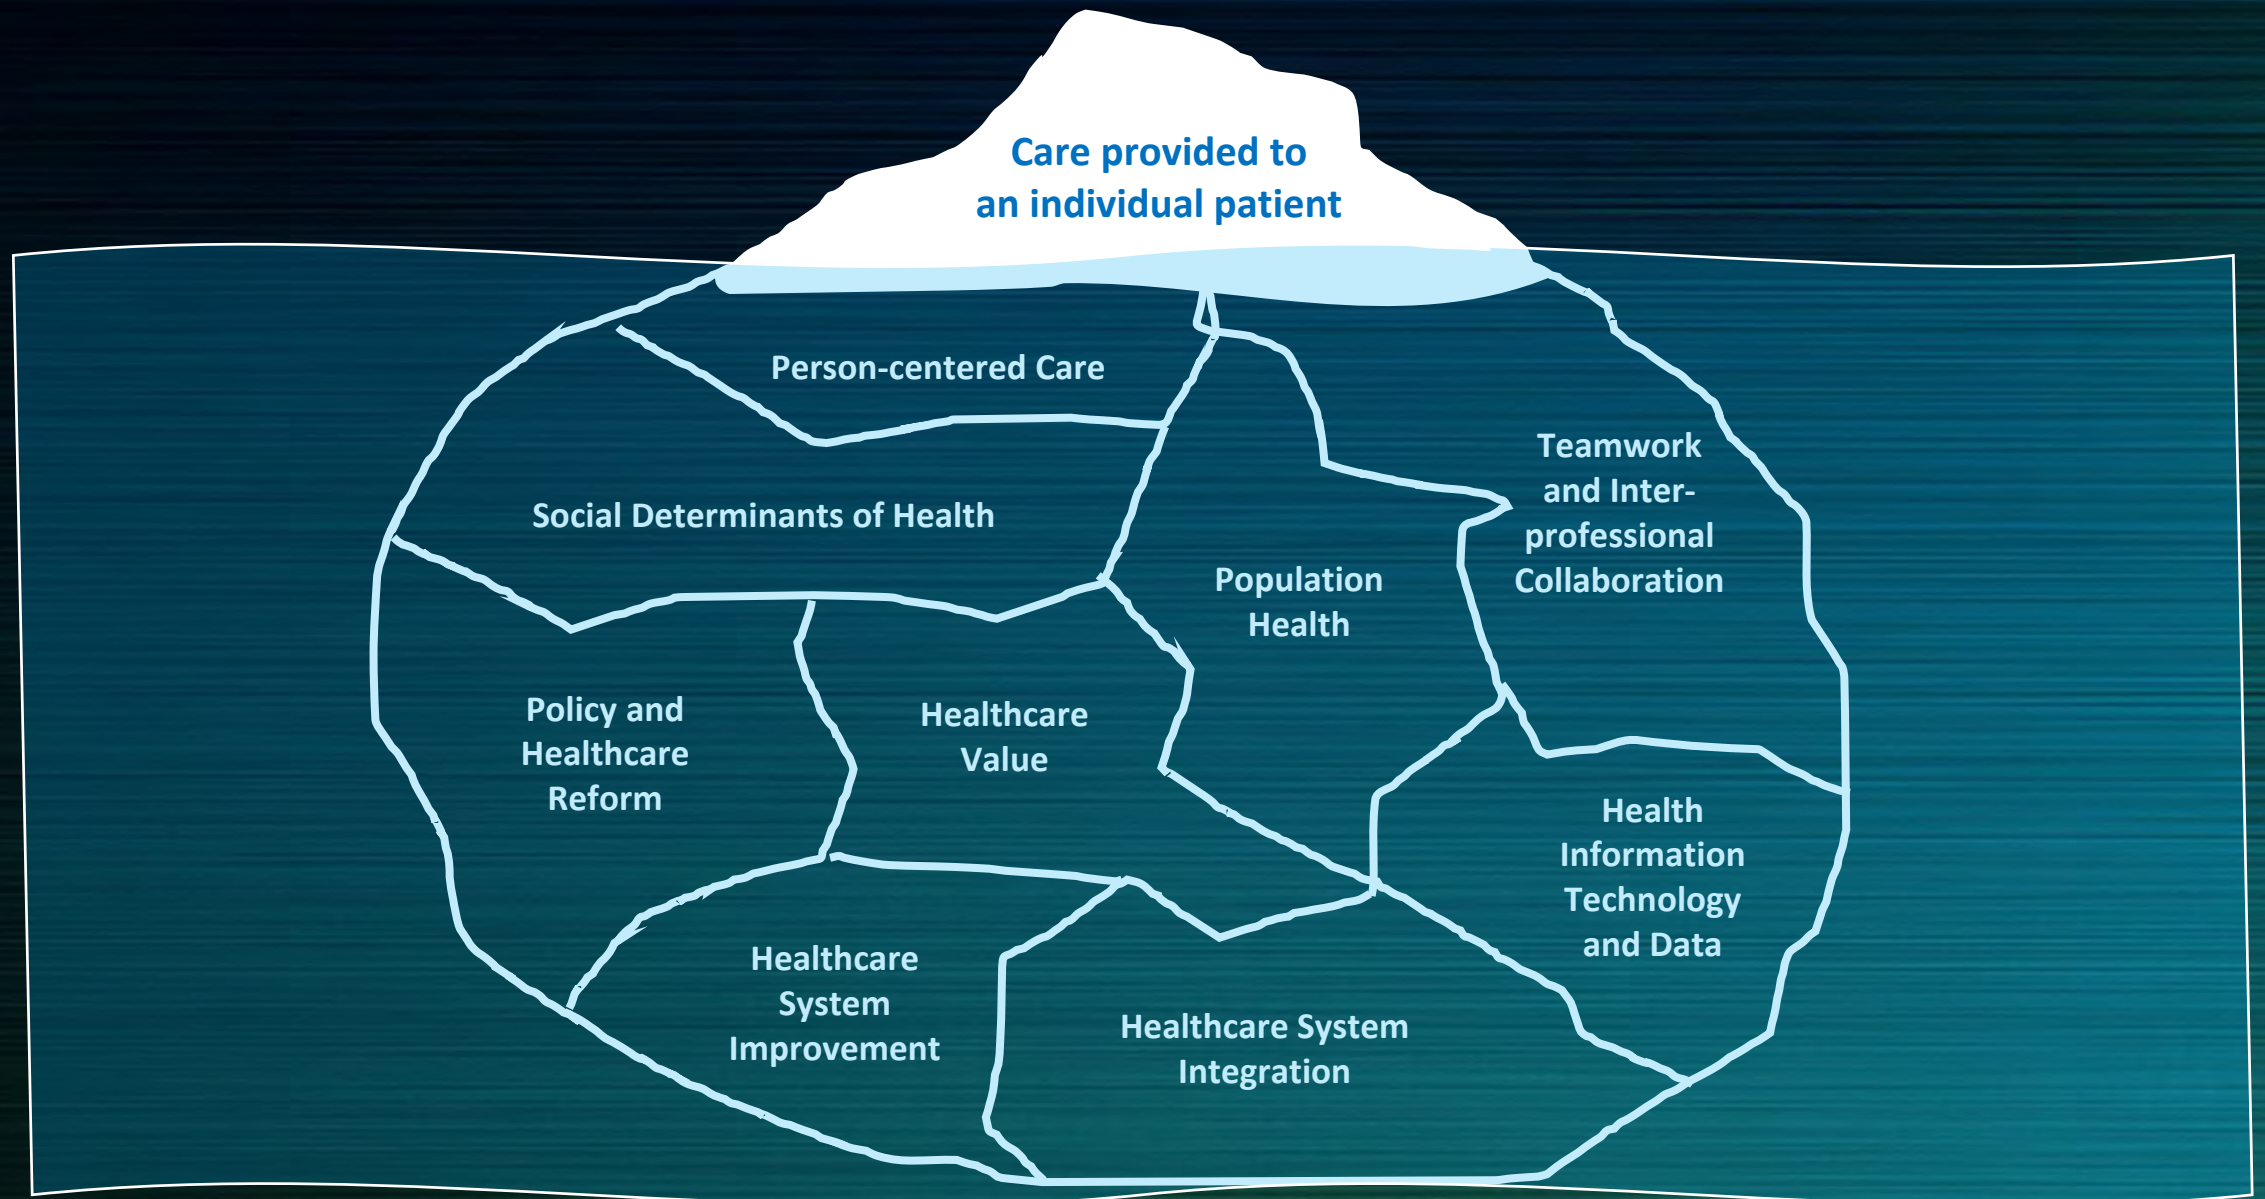 Care provided to
an individual patient
Person-centered Care
Social Determinants of Health
Teamwork
and Inter-
professional
Collaboration
Population
Health
Policy and
Healthcare
Reform
Healthcare
Value
Health
Information
Technology
and Data
Healthcare
System
Improvement
Healthcare System
Integration